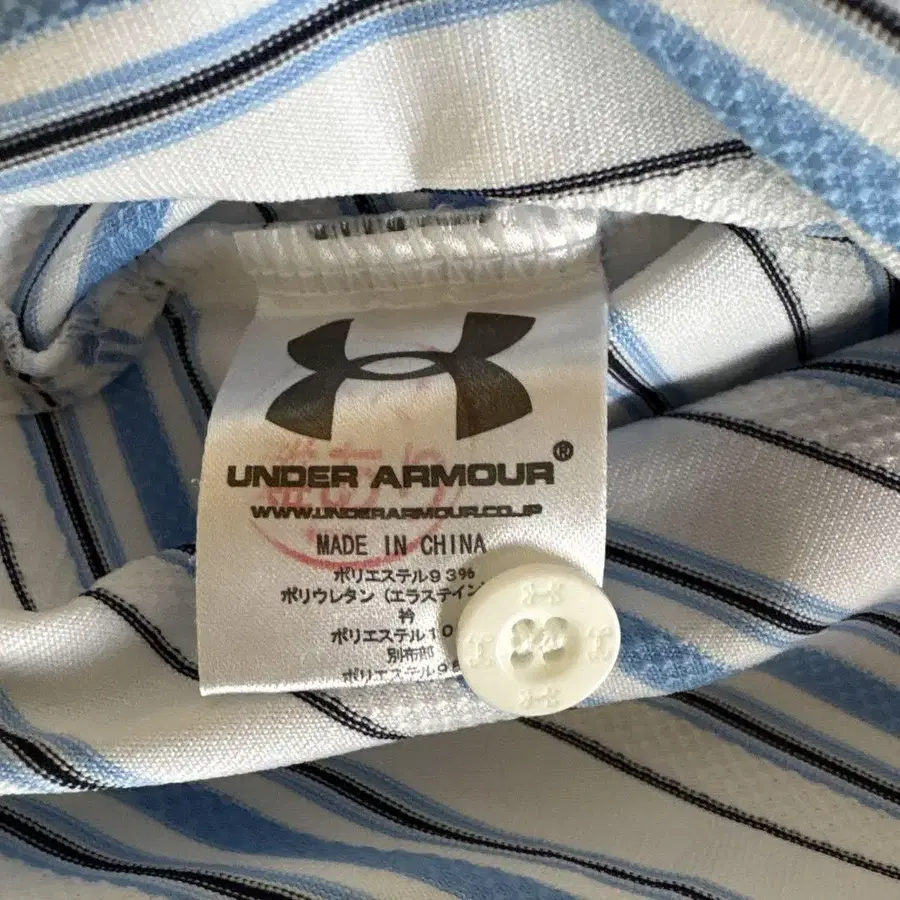 UNDER ARMOUR®
WWW.UNDERARMOUR.CO.JP
MADE IN CHINA
ポリエステル93%
ポリウレタン(エラステイン)
衿
ポリエステル10
別布部
ポリエステル9